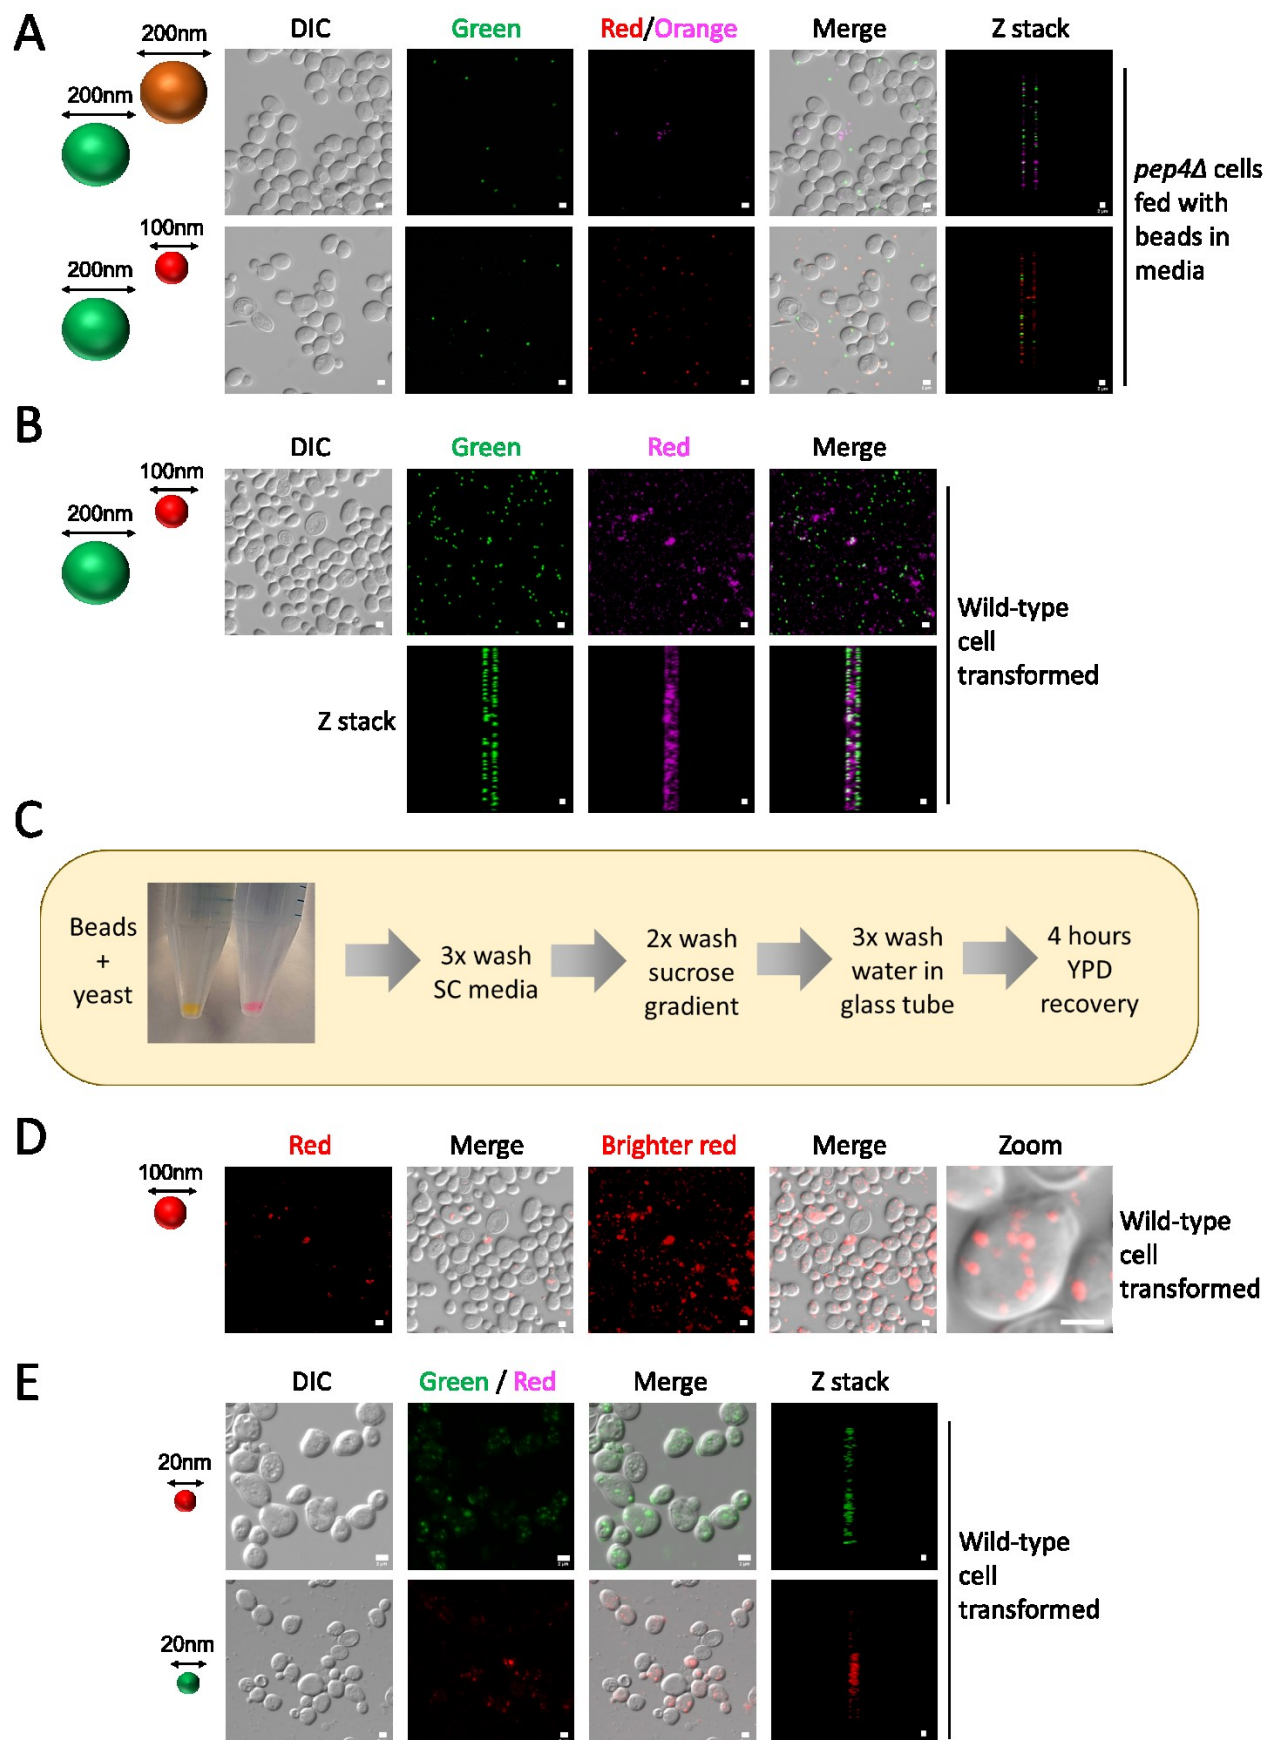 A
200nm
200nm
DIC
Green
Red/Orange
Merge
Z stack
100nm
200nm
pep4Δ cells
fed with
beads in
media
B
DIC
Green
Red
Merge
100nm
200nm
Z stack
Wild-type
cell
transformed
C
Beads
+
yeast
3x wash
SC media
2x wash
sucrose
gradient
3x wash
water in
glass tube
4 hours
YPD
recovery
D
Red
Merge
Brighter red
Merge
Zoom
100nm
Wild-type
cell
transformed
E
DIC
Green / Red
Merge
Z stack
20nm
20nm
Wild-type
cell
transformed